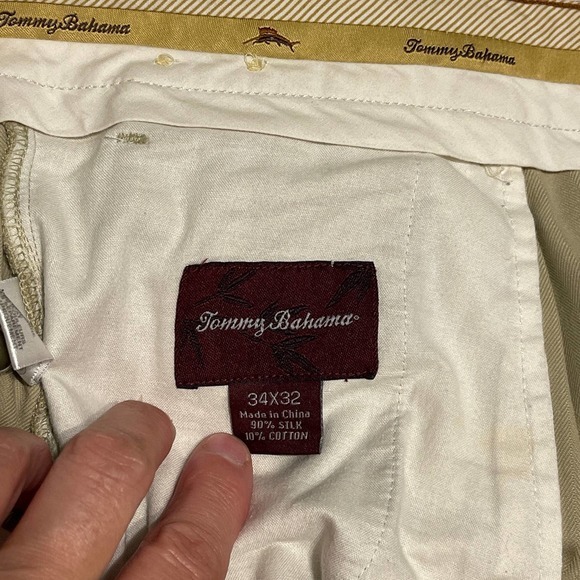 Tommy Bahama
Tommy Bahama
Tommy Bahama
34X32
Made in China
90% SILK
10% COTTON